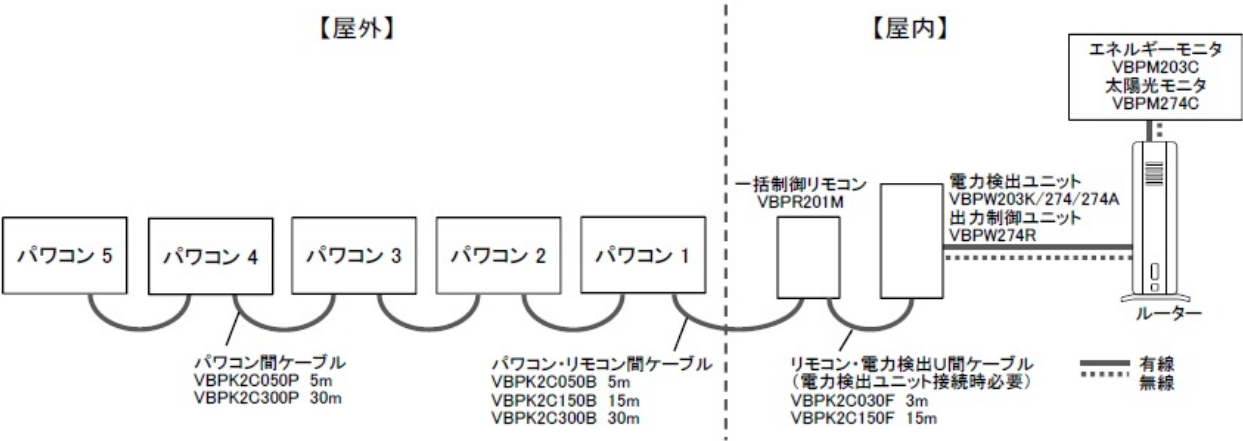 【屋外】
【屋内】
エネルギーモニタ
VBPM203C
太陽光モニタ
VBPM274C
一括制御リモコン
VBPR201M
電力検出ユニット
VBPW203K/274/274A
出力制御ユニット
VBPW274R
パワコン 5
パワコン 4
パワコン 3
パワコン 2
パワコン 1
ルーター
パワコン間ケーブル
VBPK2C050P 5m
VBPK2C300P 30m
パワコン・リモコン間ケーブル
VBPK2C050B 5m
VBPK2C150B 15m
VBPK2C300B 30m
リモコン・電力検出U間ケーブル
(電力検出ユニット接続時必要)
VBPK2C030F 3m
VBPK2C150F 15m
有線
無線